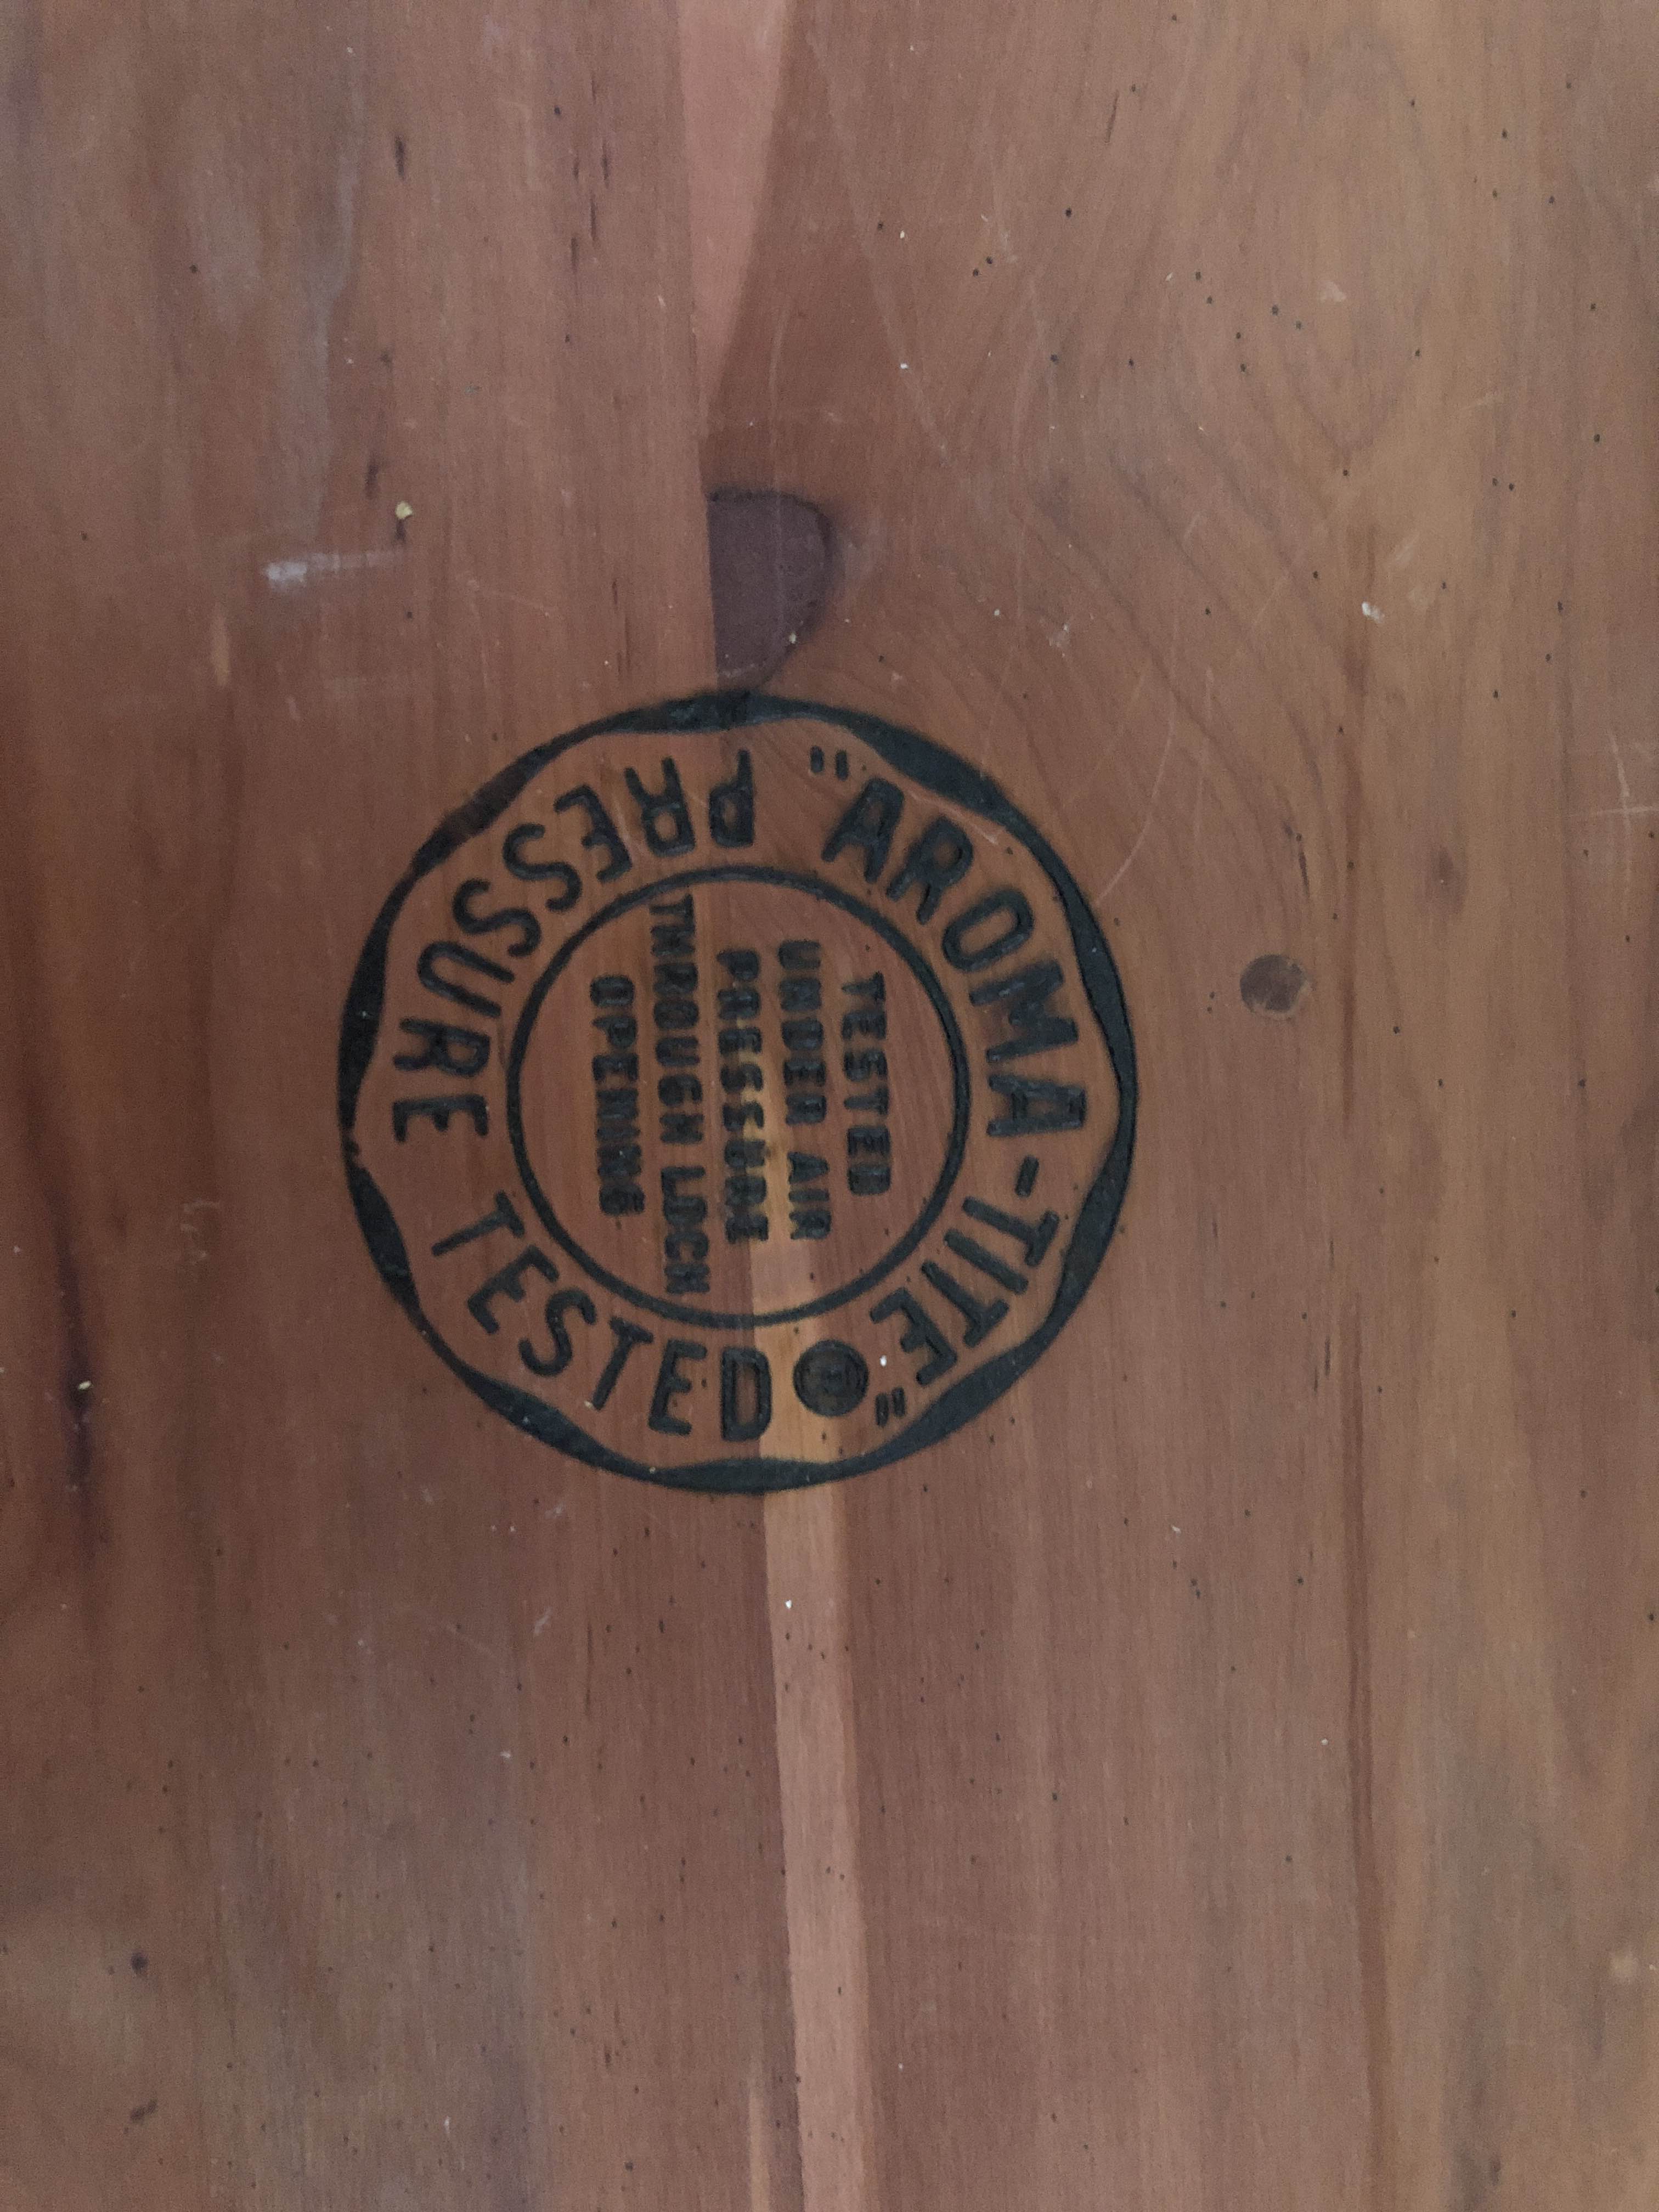 "AROMA-TITE"®
PRESSURE TESTED
TESTED
UNDER AIR
PRESSURE
THROUGH LOCK
OPENING